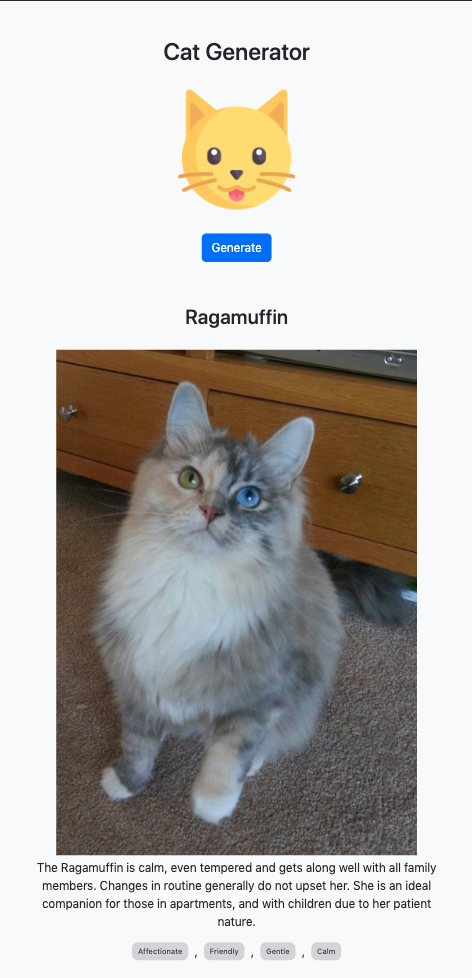 Cat Generator
Generate
Ragamuffin
The Ragamuffin is calm, even tempered and gets along well with all family
members. Changes in routine generally do not upset her. She is an ideal
companion for those in apartments, and with children due to her patient
nature.
Affectionate , Friendly , Gentle , Calm